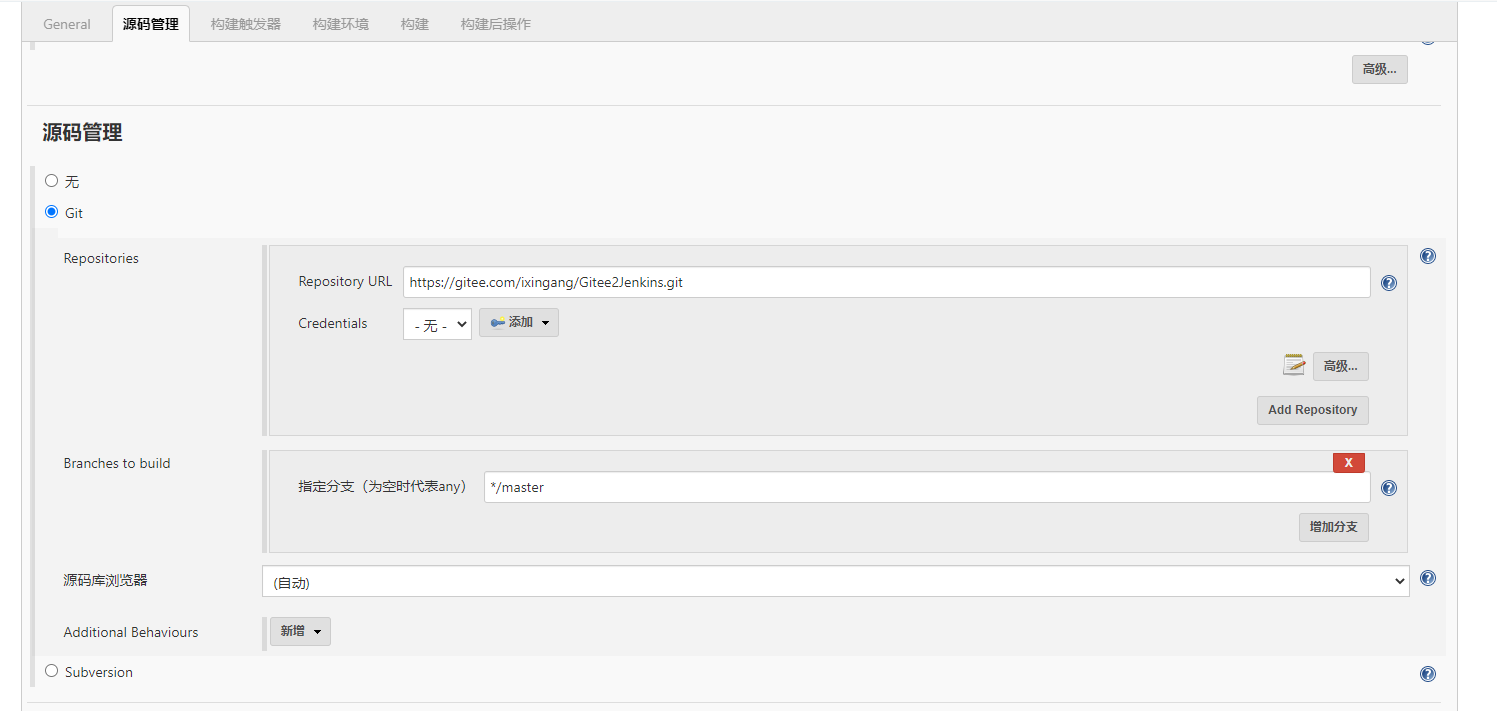 General 源码管理 构建触发器 构建环境 构建 构建后操作
高级...
源码管理
无
Git
Repositories
Repository URL https://gitee.com/ixingang/Gitee2Jenkins.git
Credentials - 无 - 添加
高级...
Add Repository
Branches to build
X
指定分支（为空时代表any） */master
增加分支
源码库浏览器 (自动)
Additional Behaviours 新增
Subversion